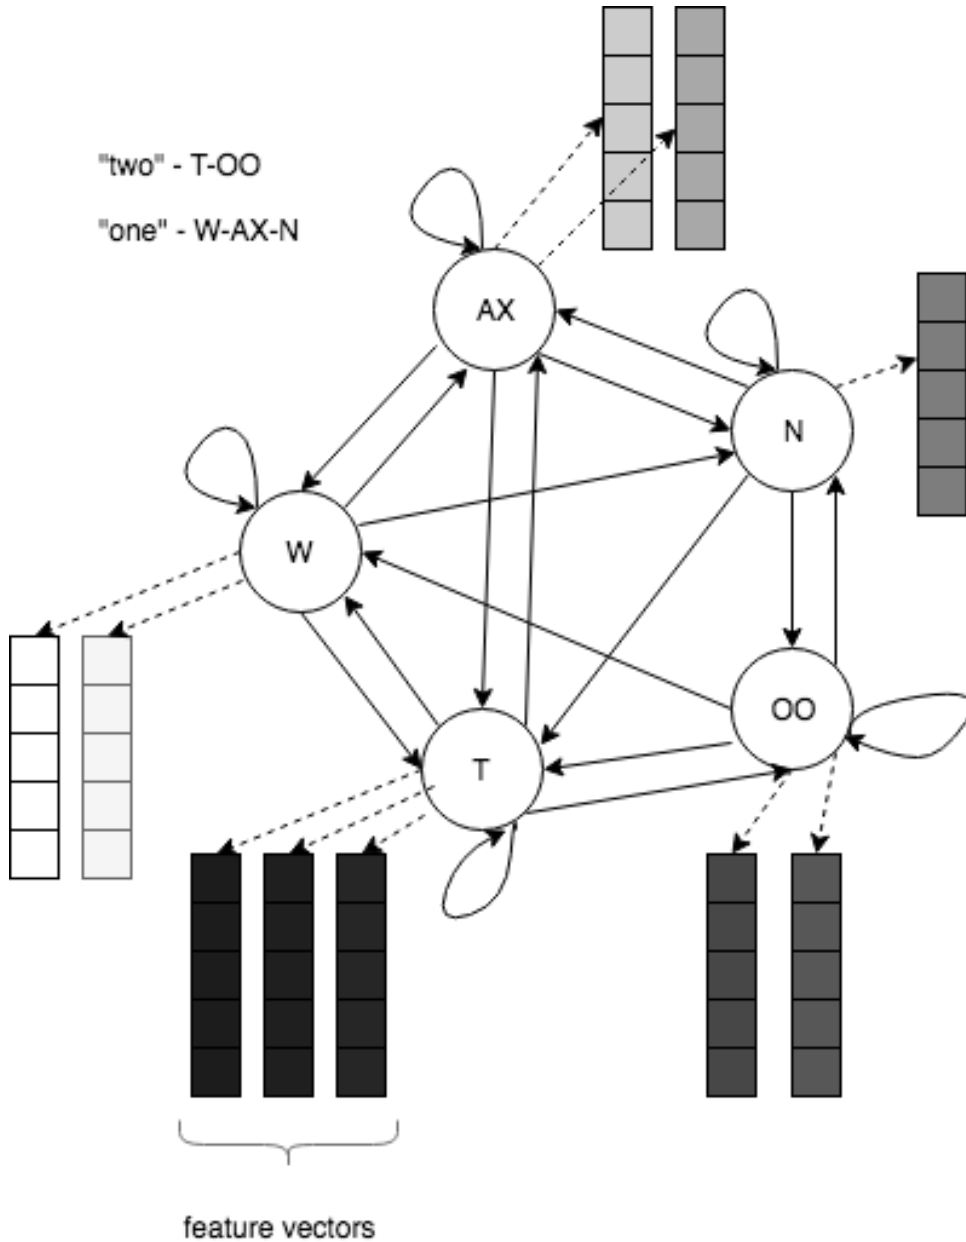 "two" - T-OO
"one" - W-AX-N
AX
N
W
OO
T
feature vectors